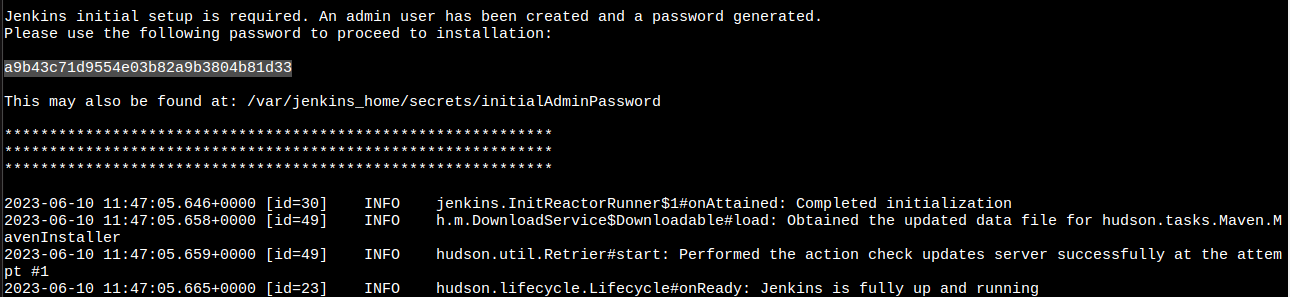 Jenkins initial setup is required. An admin user has been created and a password generated.
Please use the following password to proceed to installation:
a9b43c71d9554e03b82a9b3804b81d33
This may also be found at: /var/jenkins_home/secrets/initialAdminPassword
*************************************************************
*************************************************************
*************************************************************
2023-06-10 11:47:05.646+0000 [id=30]    INFO    jenkins.InitReactorRunner$1#onAttained: Completed initialization
2023-06-10 11:47:05.658+0000 [id=49]    INFO    h.m.DownloadService$Downloadable#load: Obtained the updated data file for hudson.tasks.Maven.M
avenInstaller
2023-06-10 11:47:05.659+0000 [id=49]    INFO    hudson.util.Retrier#start: Performed the action check updates server successfully at the attem
pt #1
2023-06-10 11:47:05.665+0000 [id=23]    INFO    hudson.lifecycle.Lifecycle#onReady: Jenkins is fully up and running